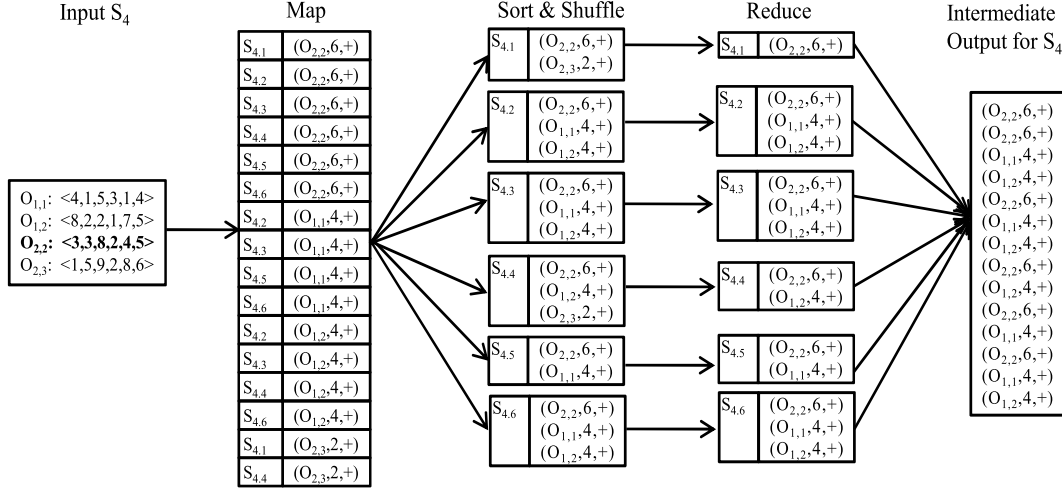 Input S4
Map
Sort & Shuffle
Reduce
Intermediate
Output for S4
O1,1: <4,1,5,3,1,4>
O1,2: <8,2,2,1,7,5>
O2,2: <3,3,8,2,4,5>
O2,3: <1,5,9,2,8,6>
S4.1 (O2,2,6,+)
S4.2 (O2,2,6,+)
S4.3 (O2,2,6,+)
S4.4 (O2,2,6,+)
S4.5 (O2,2,6,+)
S4.6 (O2,2,6,+)
S4.2 (O1,1,4,+)
S4.3 (O1,1,4,+)
S4.5 (O1,1,4,+)
S4.6 (O1,1,4,+)
S4.2 (O1,2,4,+)
S4.3 (O1,2,4,+)
S4.4 (O1,2,4,+)
S4.6 (O1,2,4,+)
S4.1 (O2,3,2,+)
S4.4 (O2,3,2,+)
S4.1 (O2,2,6,+)
(O2,3,2,+)
S4.2 (O2,2,6,+)
(O1,1,4,+)
(O1,2,4,+)
S4.3 (O2,2,6,+)
(O1,1,4,+)
(O1,2,4,+)
S4.4 (O2,2,6,+)
(O1,2,4,+)
(O2,3,2,+)
S4.5 (O2,2,6,+)
(O1,1,4,+)
S4.6 (O2,2,6,+)
(O1,1,4,+)
(O1,2,4,+)
S4.1 (O2,2,6,+)
S4.2 (O2,2,6,+)
(O1,1,4,+)
(O1,2,4,+)
S4.3 (O2,2,6,+)
(O1,1,4,+)
(O1,2,4,+)
S4.4 (O2,2,6,+)
(O1,2,4,+)
S4.5 (O2,2,6,+)
(O1,1,4,+)
S4.6 (O2,2,6,+)
(O1,1,4,+)
(O1,2,4,+)
(O2,2,6,+)
(O2,2,6,+)
(O1,1,4,+)
(O1,2,4,+)
(O2,2,6,+)
(O1,1,4,+)
(O1,2,4,+)
(O2,2,6,+)
(O1,2,4,+)
(O2,2,6,+)
(O1,1,4,+)
(O2,2,6,+)
(O1,1,4,+)
(O1,2,4,+)